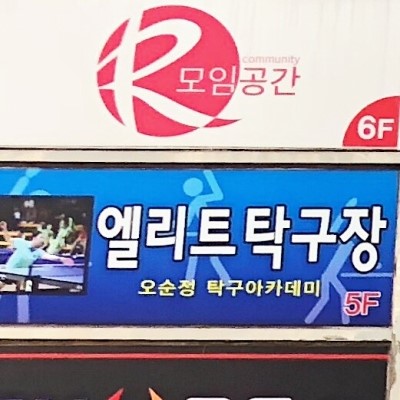 R
community
모임공간
6F
엘리트 탁구장
오순정 탁구아카데미
5F